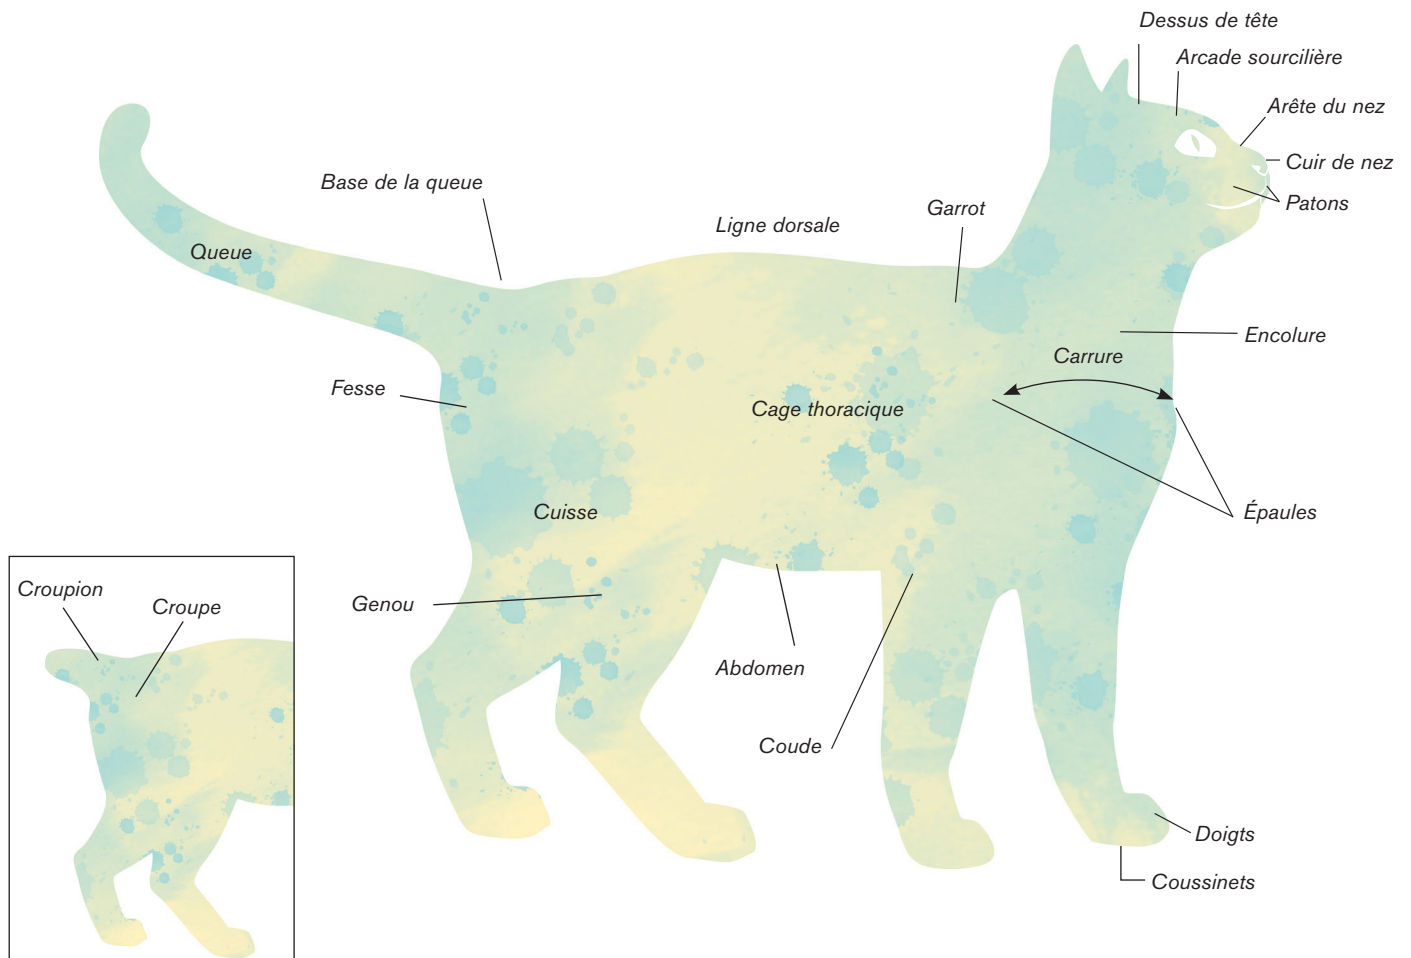 Dessus de tête
Arcade sourcilière
Arête du nez
Cuir de nez
Patons
Base de la queue
Garrot
Ligne dorsale
Queue
Encolure
Carrure
Fesse
Cage thoracique
Cuisse
Épaules
Croupion
Croupe
Genou
Abdomen
Coude
Doigts
Coussinets